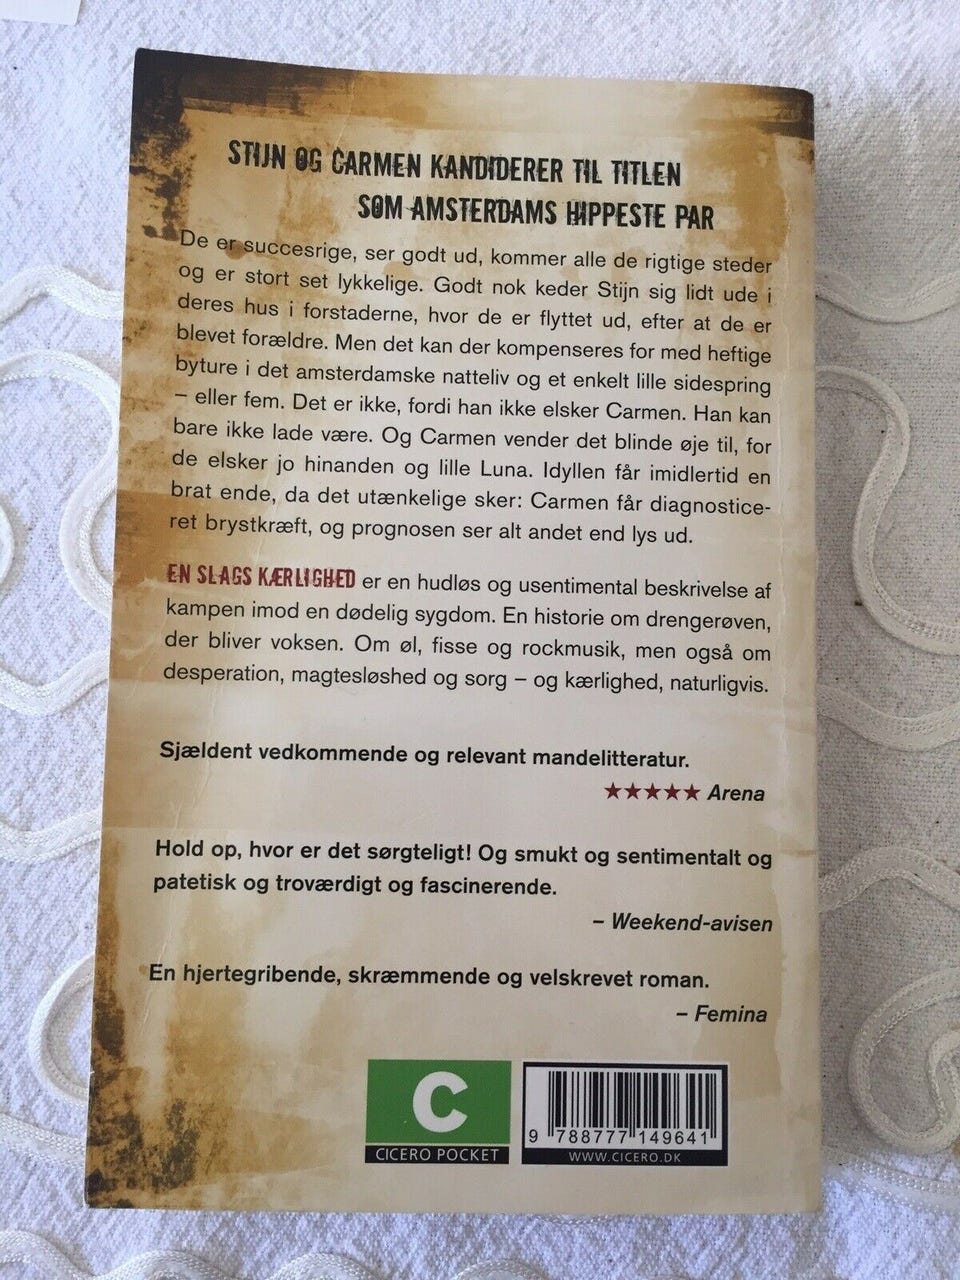 STIJN OG CARMEN KANDIDERER TIL TITLEN
SOM AMSTERDAMS HIPPESTE PAR
De er succesrige, ser godt ud, kommer alle de rigtige steder
og er stort set lykkelige. Godt nok keder Stijn sig lidt ude i
deres hus i forstaderne, hvor de er flyttet ud, efter at de er
blevet forældre. Men det kan der kompenseres for med heftige
byture i det amsterdamske natteliv og et enkelt lille sidespring
– eller fem. Det er ikke, fordi han ikke elsker Carmen. Han kan
bare ikke lade være. Og Carmen vender det blinde øje til, for
de elsker jo hinanden og lille Luna. Idyllen får imidlertid en
brat ende, da det utænkelige sker: Carmen får diagnostice-
ret brystkræft, og prognosen ser alt andet end lys ud.
EN SLAGS KÆRLIGHED er en hudløs og usentimental beskrivelse af
kampen imod en dødelig sygdom. En historie om drengerøven,
der bliver voksen. Om øl, fisse og rockmusik, men også om
desperation, magtesløshed og sorg – og kærlighed, naturligvis.
Sjældent vedkommende og relevant mandelitteratur.
★★★★★ Arena
Hold op, hvor er det sørgteligt! Og smukt og sentimentalt og
patetisk og troværdigt og fascinerende.
– Weekend-avisen
En hjertegribende, skræmmende og velskrevet roman.
– Femina
C
CICERO POCKET
9 788777 149641
WWW.CICERO.DK